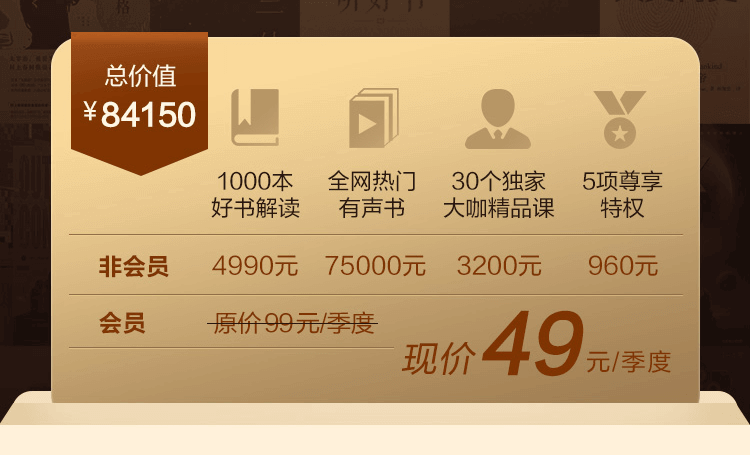 总价值
¥84150
1000本
好书解读
全网热门
有声书
30个独家
大咖精品课
5项尊享
特权
非会员 4990元 75000元 3200元 960元
会员 原价99元/季度
现价49元/季度